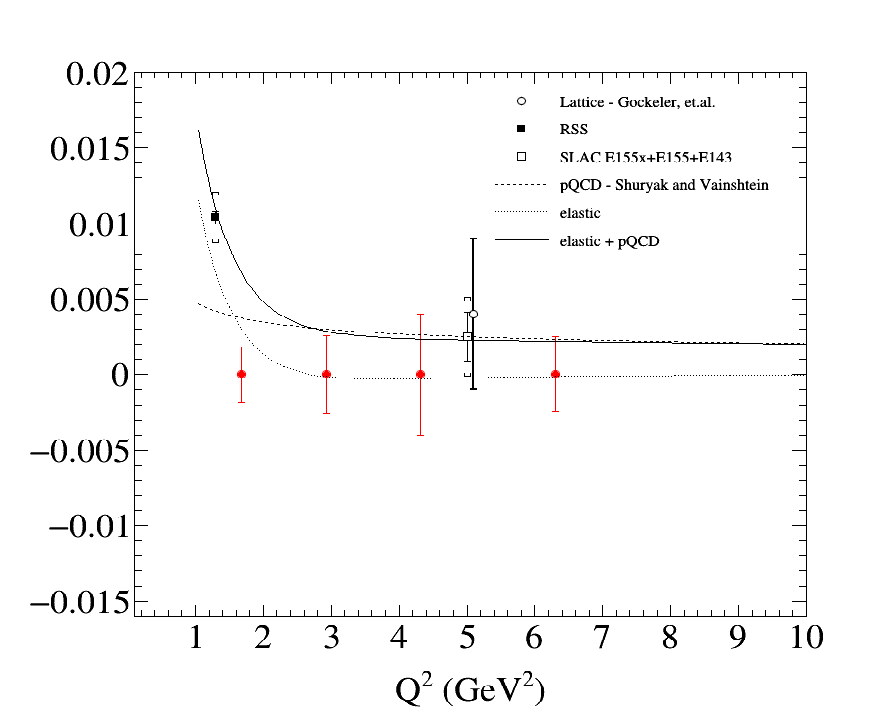 0.02
0.015
0.01
0.005
0
−0.005
−0.01
−0.015
Lattice - Gockeler, et.al.
RSS
SLAC E155x+E155+E143
pQCD - Shuryak and Vainshtein
elastic
elastic + pQCD
1 2 3 4 5 6 7 8 9 10
Q² (GeV²)